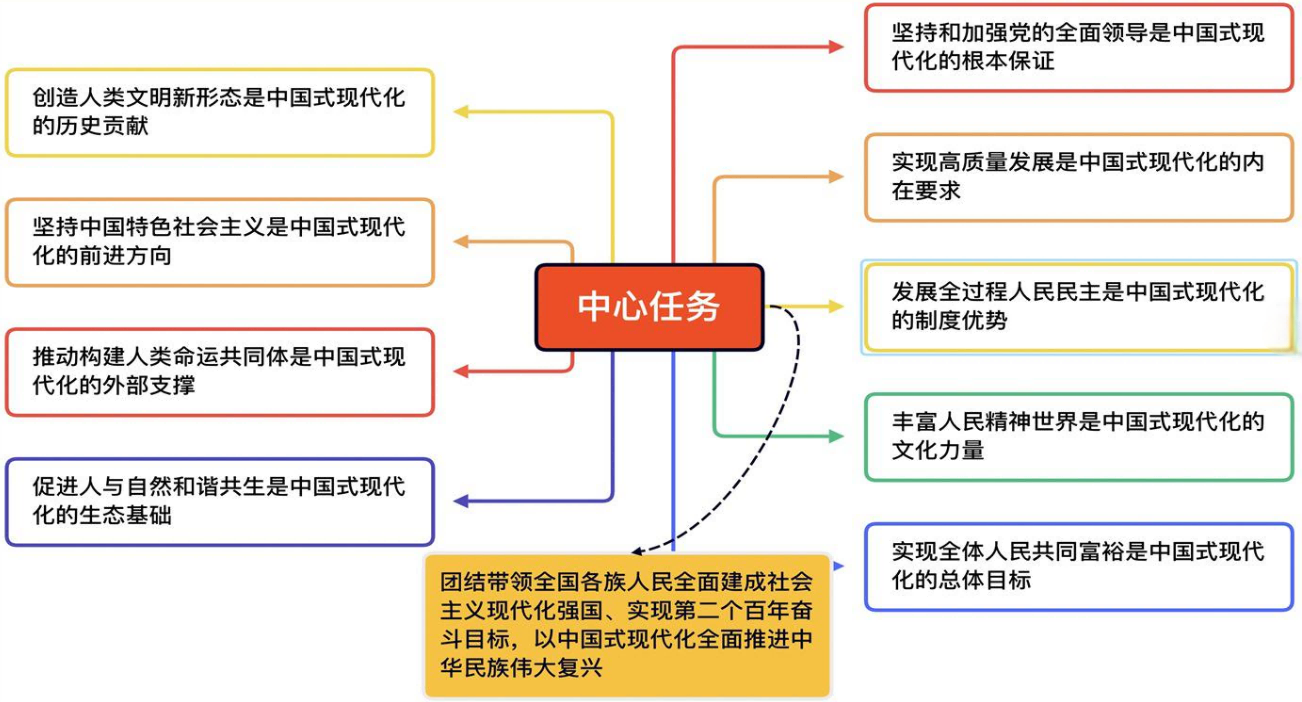 坚持和加强党的全面领导是中国式现
代化的根本保证
创造人类文明新形态是中国式现代化
的历史贡献
实现高质量发展是中国式现代化的内
在要求
坚持中国特色社会主义是中国式现代
化的前进方向
中心任务
发展全过程人民民主是中国式现代化
的制度优势
推动构建人类命运共同体是中国式现
代化的外部支撑
丰富人民精神世界是中国式现代化的
文化力量
促进人与自然和谐共生是中国式现代
化的生态基础
实现全体人民共同富裕是中国式现代
化的总体目标
团结带领全国各族人民全面建成社会
主义现代化强国、实现第二个百年奋
斗目标，以中国式现代化全面推进中
华民族伟大复兴